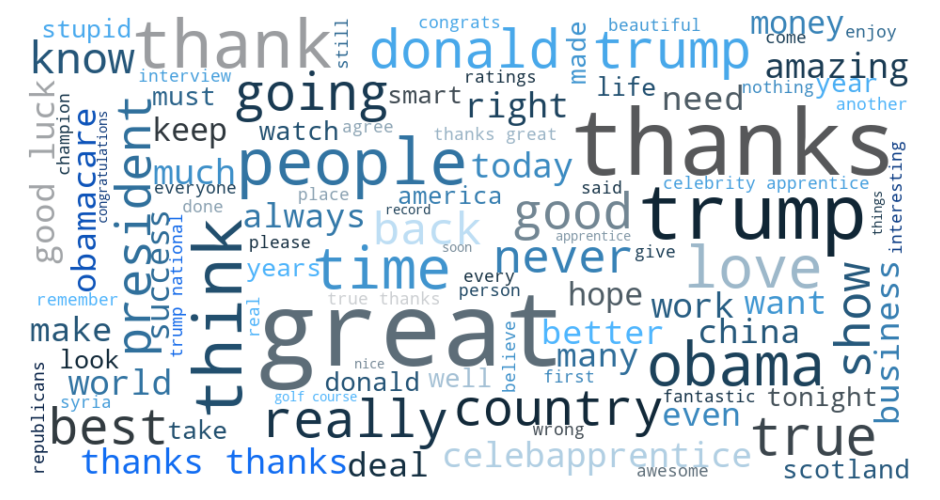 stupid
thank
still
congrats
donald trump
beautiful
made
money
come
enjoy
know
interview
must
going
ratings
smart
right
life
need
nothing
year
amazing
another
good luck
champion
obamacare
congratulations
president
keep
watch
agree
thanks great
thanks
much
people
today
everyone
done
place
america
said
celebrity apprentice
things
interesting
always
record
back
good
trump
success
trump national
think
please
soon
apprentice
never
give
love
years
time
every
person
hope
work
want
show
business
remember
real
true thanks
great
better
china
make
look
nice
believe
many
obama
world
donald
well
first
golf course
syria
republicans
best
take
really
country
wrong
fantastic
even
tonight
true
thanks thanks
deal
celebapprentice
awesome
scotland